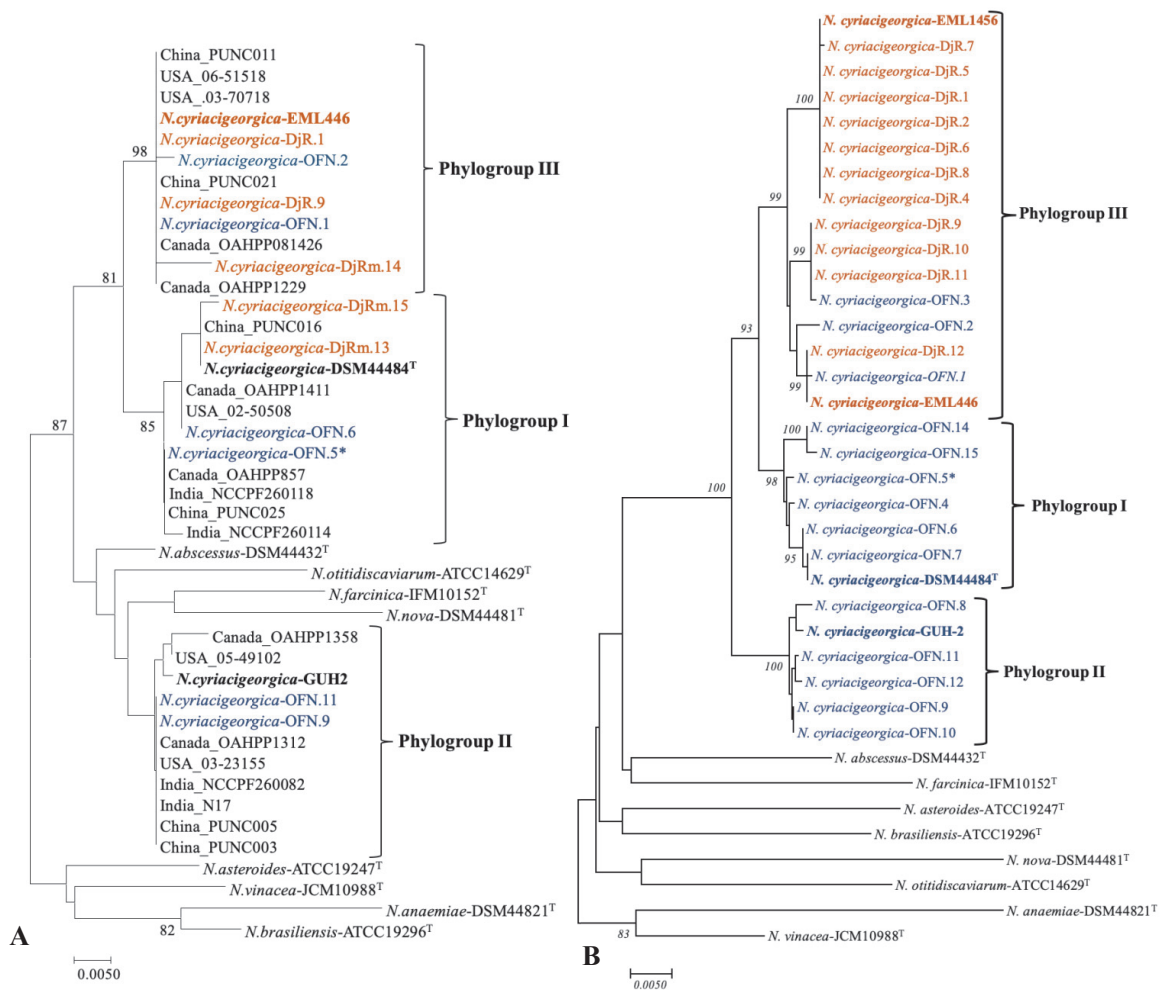 China_PUNC011
USA_06-51518
USA_.03-70718
N.cyriacigeorgica-EML446
98
N.cyriacigeorgica-DjR.1
N.cyriacigeorgica-OFN.2
Phylogroup III
China_PUNC021
N.cyriacigeorgica-DjR.9
N.cyriacigeorgica-OFN.1
Canada_OAHPP081426
N.cyriacigeorgica-DjRm.14
81
Canada_OAHPP1229
N.cyriacigeorgica-DjRm.15
China_PUNC016
N.cyriacigeorgica-DjRm.13
N.cyriacigeorgica-DSM44484ᵀ
Canada_OAHPP1411
USA_02-50508
Phylogroup I
87
85
N.cyriacigeorgica-OFN.6
N.cyriacigeorgica-OFN.5*
Canada_OAHPP857
India_NCCPF260118
China_PUNC025
India_NCCPF260114
N.abscessus-DSM44432ᵀ
N.otitidiscaviarum-ATCC14629ᵀ
N.farcinica-IFM10152ᵀ
N.nova-DSM44481ᵀ
Canada_OAHPP1358
USA_05-49102
N.cyriacigeorgica-GUH2
N.cyriacigeorgica-OFN.11
N.cyriacigeorgica-OFN.9
Phylogroup II
Canada_OAHPP1312
USA_03-23155
India_NCCPF260082
India_N17
China_PUNC005
China_PUNC003
N.asteroides-ATCC19247ᵀ
N.vinacea-JCM10988ᵀ
N.anaemiae-DSM44821ᵀ
82
N.brasiliensis-ATCC19296ᵀ
A
0.0050
N. cyriacigeorgica-EML1456
N. cyriacigeorgica-DjR.7
N. cyriacigeorgica-DjR.5
100
N. cyriacigeorgica-DjR.1
N. cyriacigeorgica-DjR.2
N. cyriacigeorgica-DjR.6
N. cyriacigeorgica-DjR.8
N. cyriacigeorgica-DjR.4
99
Phylogroup III
N. cyriacigeorgica-DjR.9
99
N. cyriacigeorgica-DjR.10
N. cyriacigeorgica-DjR.11
N. cyriacigeorgica-OFN.3
93
N. cyriacigeorgica-OFN.2
N. cyriacigeorgica-DjR.12
N. cyriacigeorgica-OFN.1
99
N. cyriacigeorgica-EML446
N. cyriacigeorgica-OFN.14
100
N. cyriacigeorgica-OFN.15
98
N. cyriacigeorgica-OFN.5*
100
N. cyriacigeorgica-OFN.4
Phylogroup I
N. cyriacigeorgica-OFN.6
95
N. cyriacigeorgica-OFN.7
N. cyriacigeorgica-DSM44484ᵀ
N. cyriacigeorgica-OFN.8
N. cyriacigeorgica-GUH-2
100
N. cyriacigeorgica-OFN.11
Phylogroup II
N. cyriacigeorgica-OFN.12
N. cyriacigeorgica-OFN.9
N. cyriacigeorgica-OFN.10
N. abscessus-DSM44432ᵀ
N. farcinica-IFM10152ᵀ
N. asteroides-ATCC19247ᵀ
N. brasiliensis-ATCC19296ᵀ
N. nova-DSM44481ᵀ
N. otitidiscaviarum-ATCC14629ᵀ
N. anaemiae-DSM44821ᵀ
83
N. vinacea-JCM10988ᵀ
B
0.0050